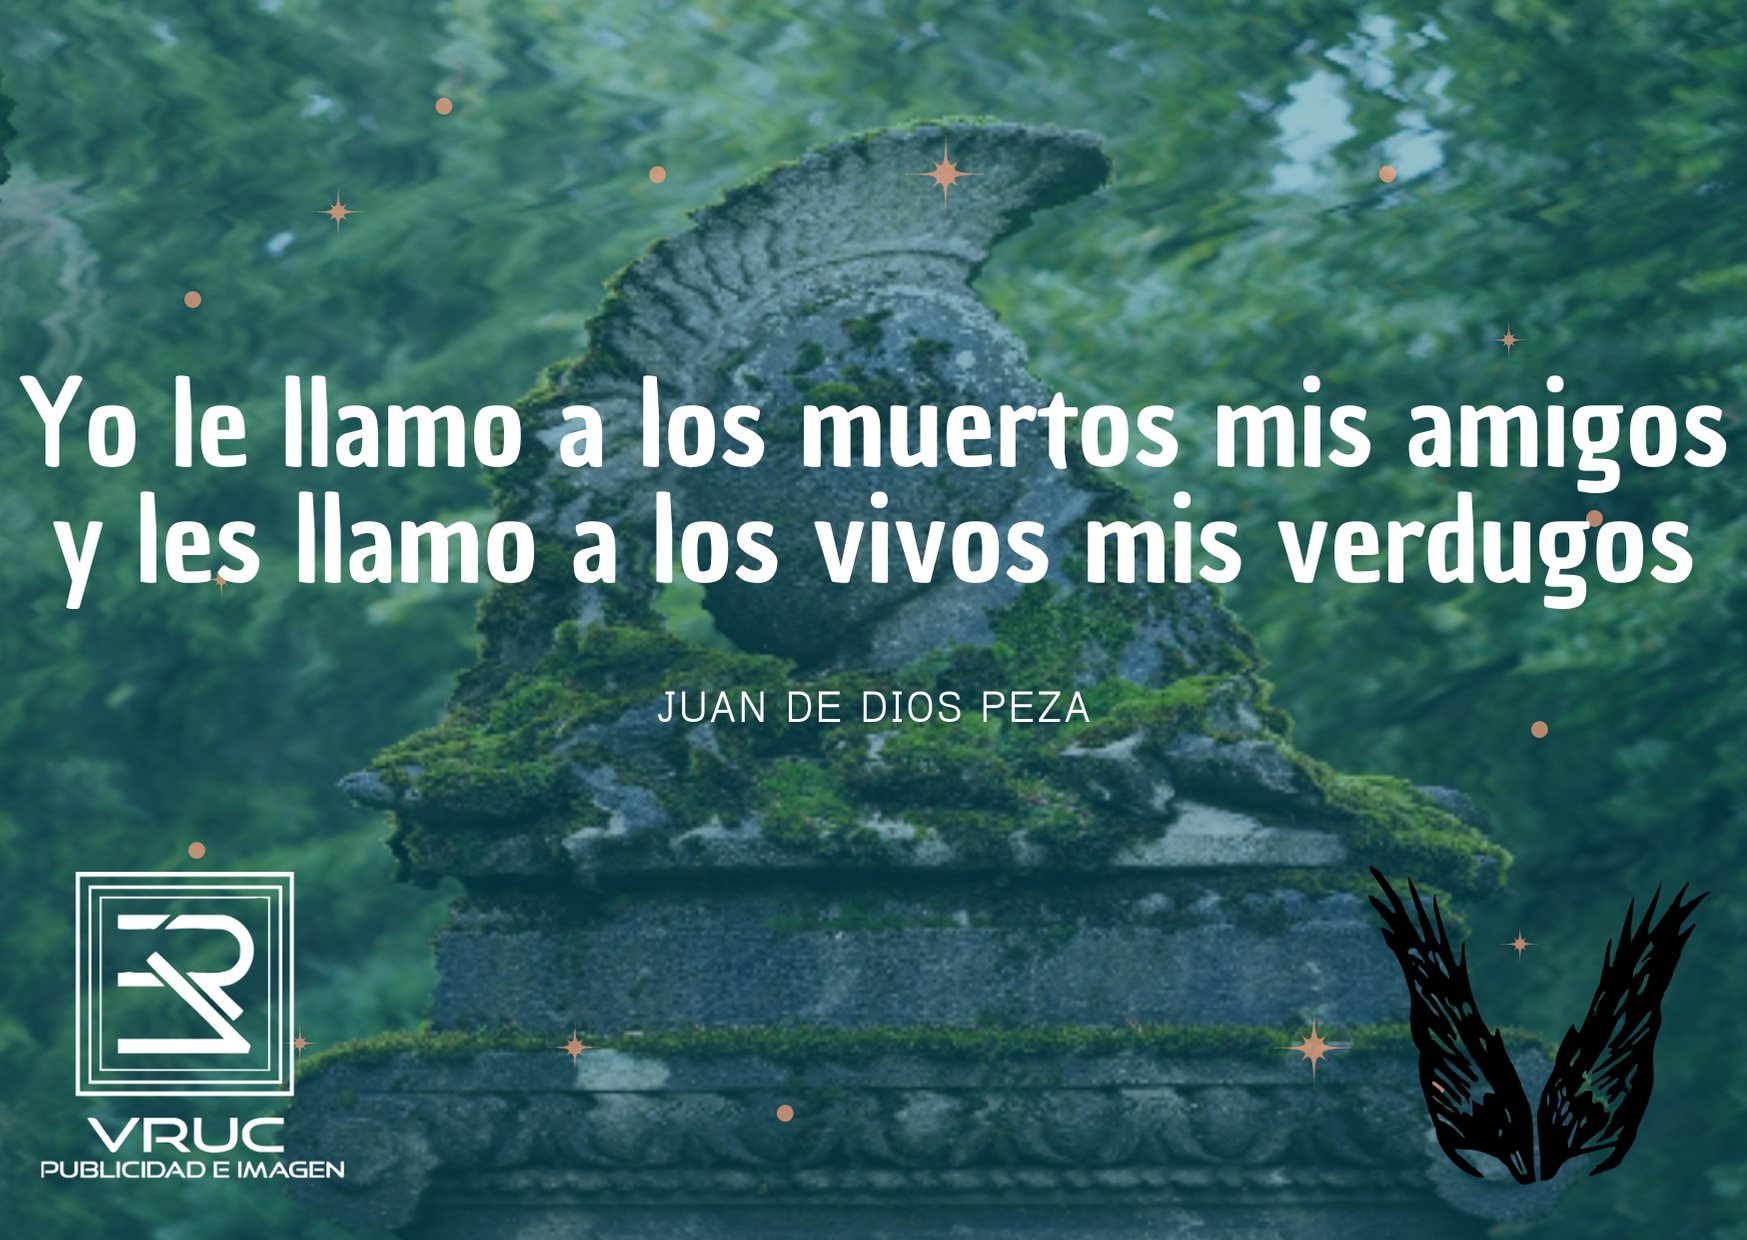 Yo le llamo a los muertos mis amigos
y les llamo a los vivos mis verdugos
JUAN DE DIOS PEZA
VRUC
PUBLICIDAD E IMAGEN